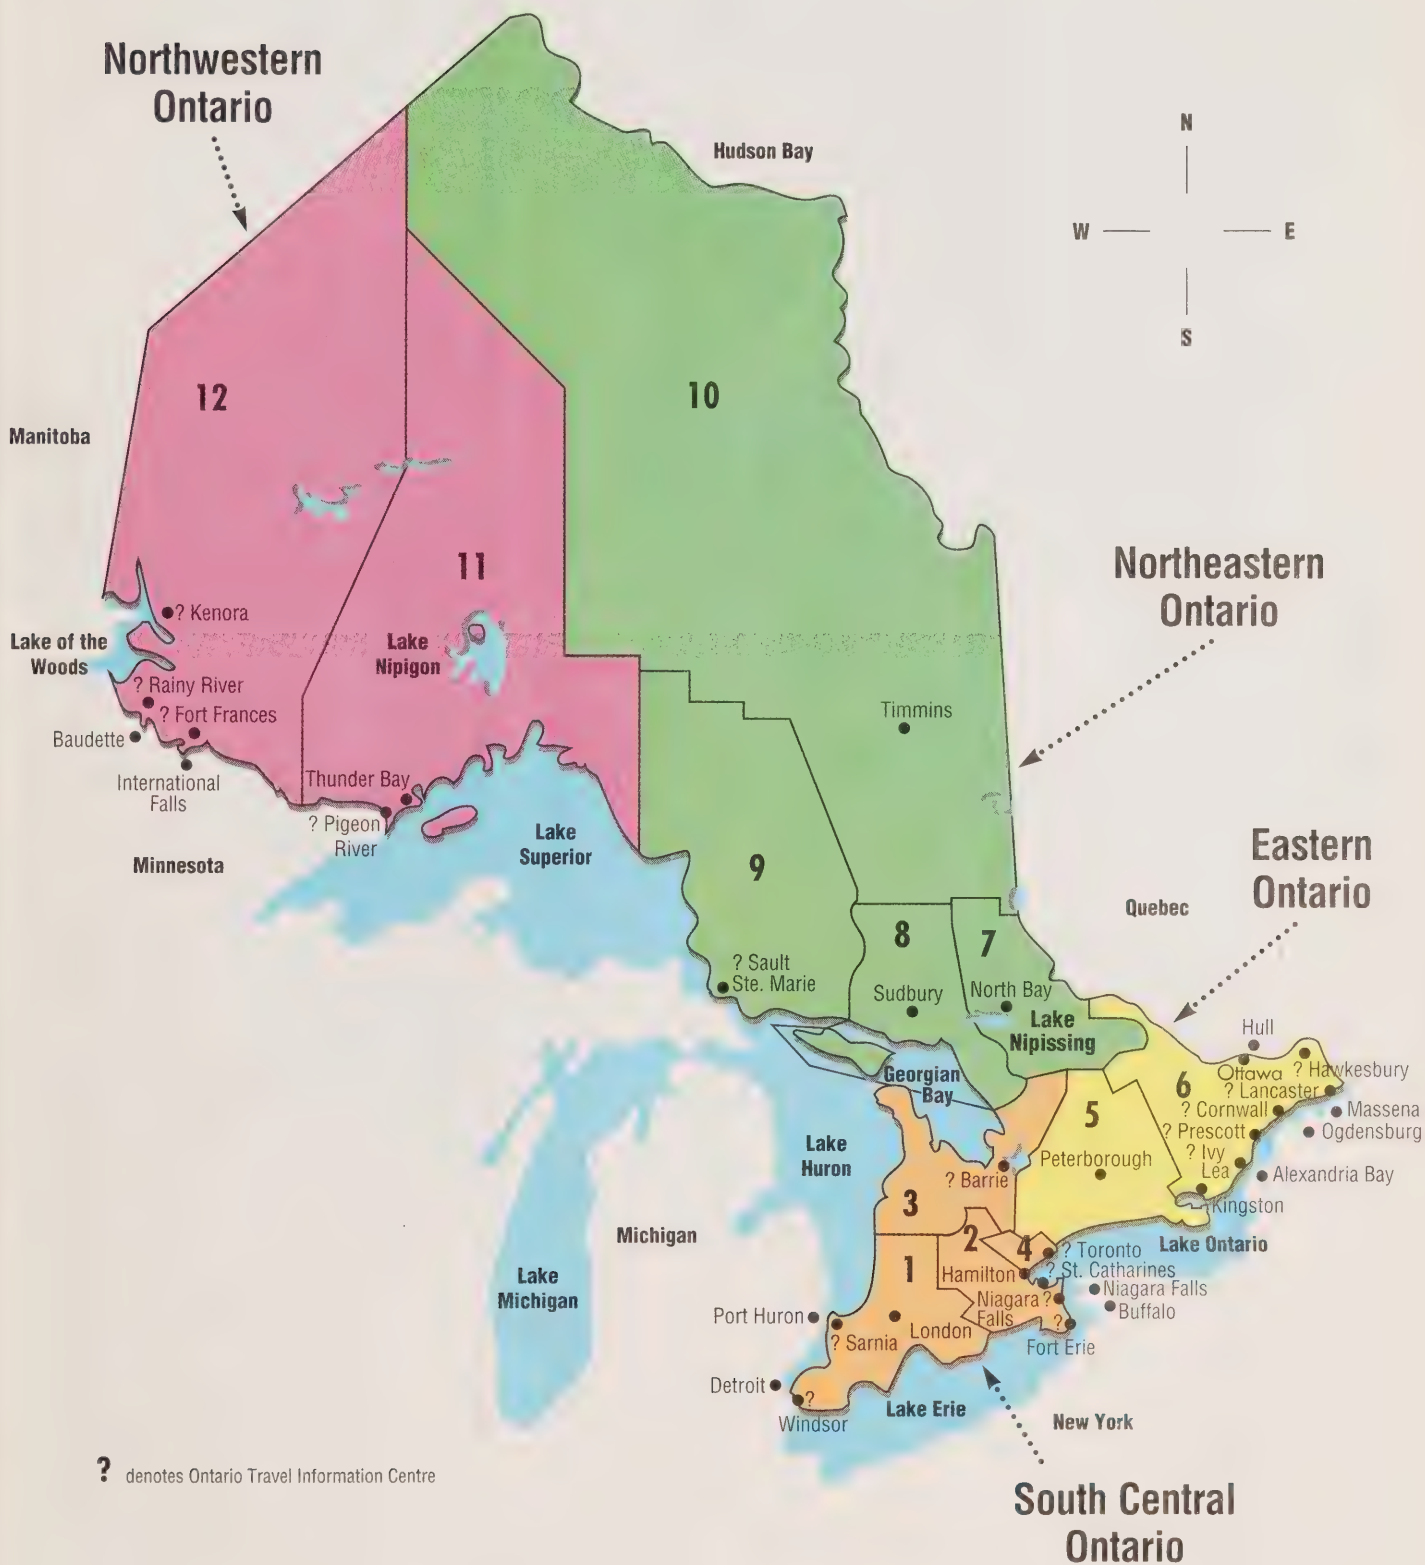 Northwestern
Ontario
Hudson Bay
N
W
E
S
12
10
Manitoba
11
Northeastern
Ontario
? Kenora
Lake of the
Woods
Lake
Nipigon
? Rainy River
? Fort Frances
Baudette
International
Falls
Timmins
Thunder Bay
? Pigeon
River
Minnesota
Lake
Superior
9
Eastern
Ontario
Quebec
8
7
? Sault
Ste. Marie
Sudbury
North Bay
Lake
Nipissing
Hull
Ottawa
? Hawkesbury
6
? Lancaster
Georgian
Bay
5
? Cornwall
Massena
? Prescott
Ogdensburg
Lake
Huron
Peterborough
? Ivy
Lea
Alexandria Bay
? Barrie
Kingston
3
Michigan
2
4
? Toronto
Lake Ontario
1
Hamilton
? St. Catharines
Lake
Michigan
Niagara ?
Falls
Niagara Falls
Buffalo
Port Huron
? Sarnia
London
?
Fort Erie
Detroit
?
Windsor
Lake Erie
New York
? denotes Ontario Travel Information Centre
South Central
Ontario